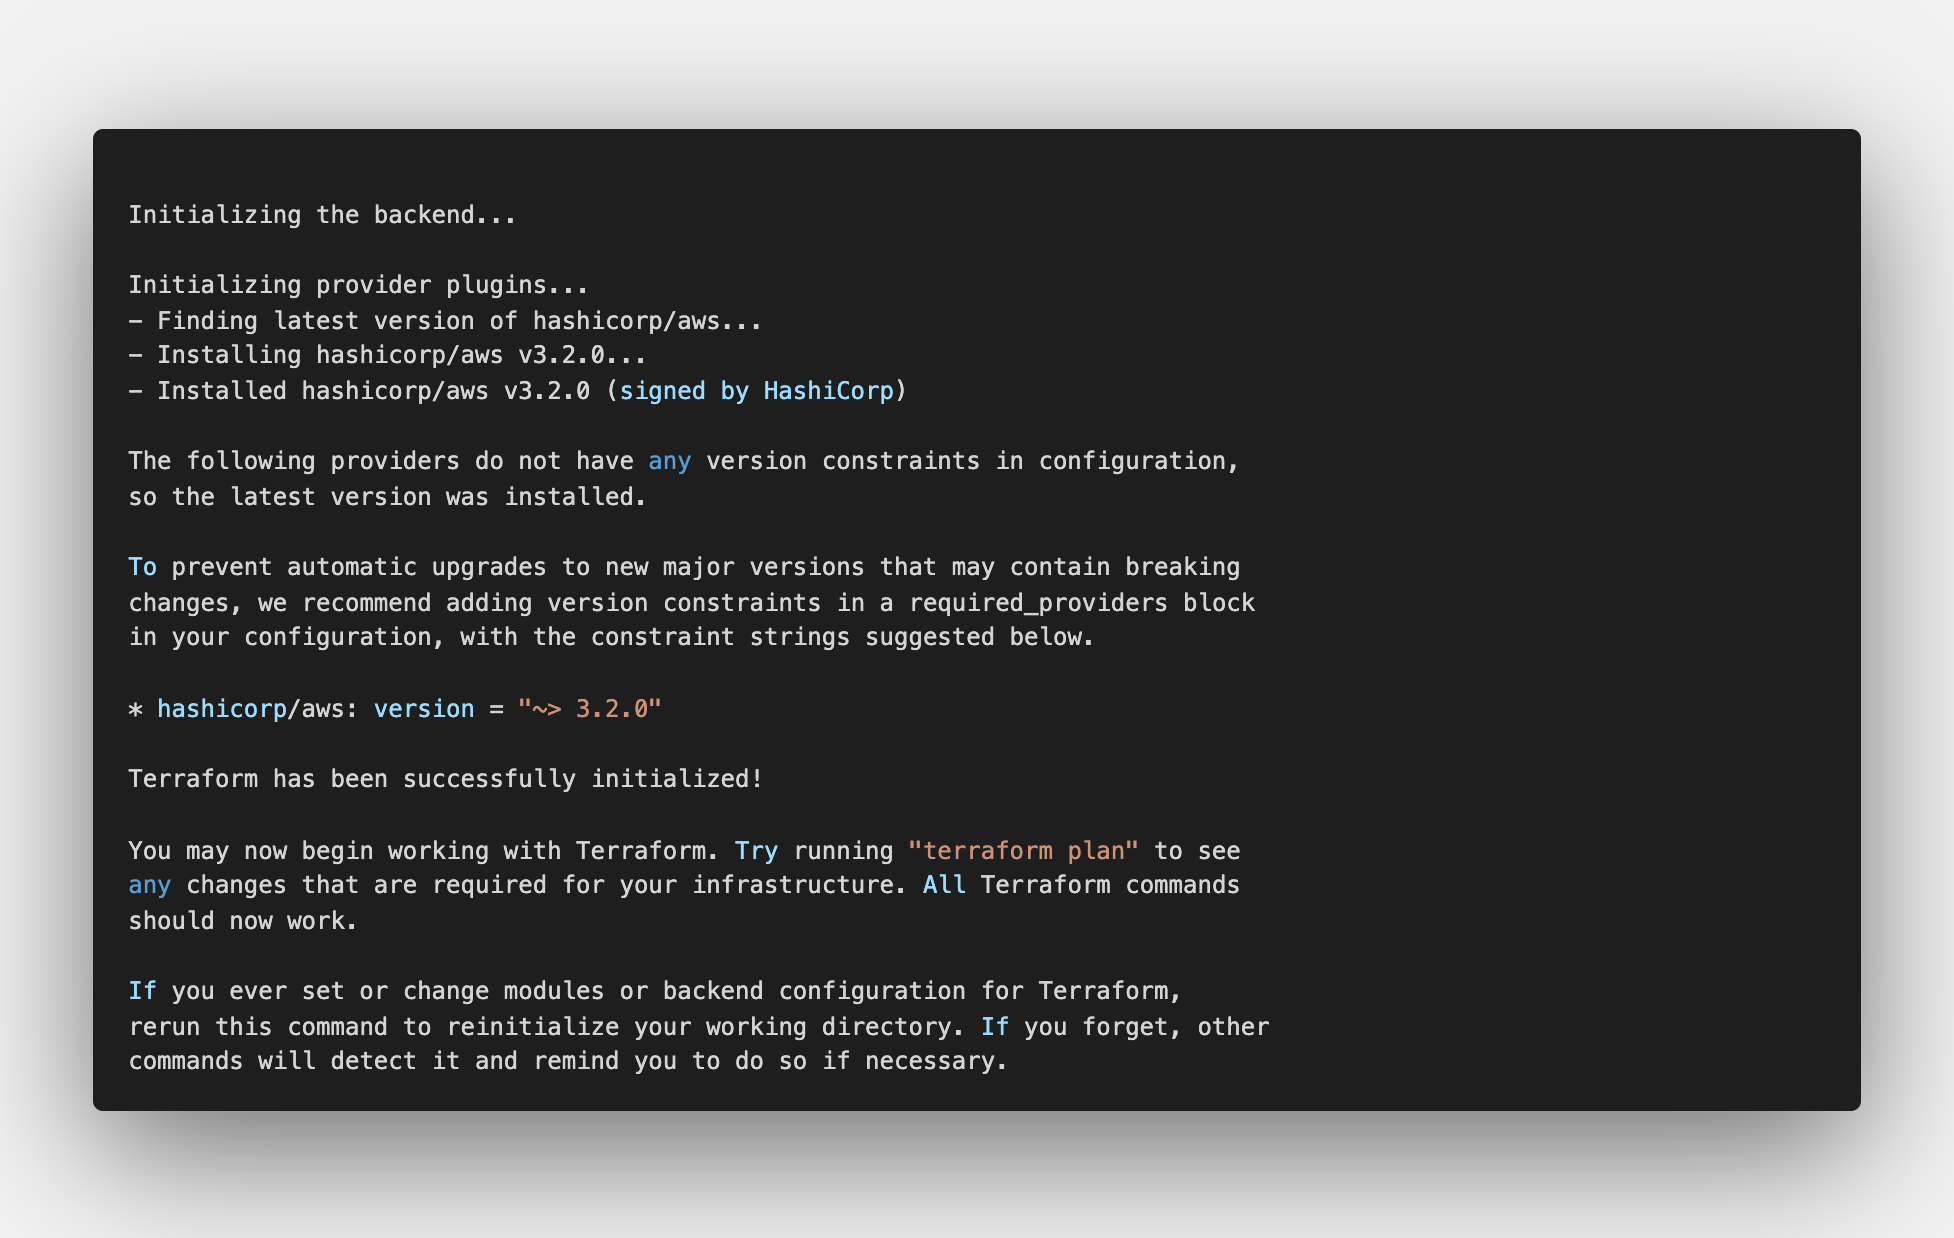 Initializing the backend...
Initializing provider plugins...
- Finding latest version of hashicorp/aws...
- Installing hashicorp/aws v3.2.0...
- Installed hashicorp/aws v3.2.0 (signed by HashiCorp)
The following providers do not have any version constraints in configuration,
so the latest version was installed.
To prevent automatic upgrades to new major versions that may contain breaking
changes, we recommend adding version constraints in a required_providers block
in your configuration, with the constraint strings suggested below.
* hashicorp/aws: version = "~> 3.2.0"
Terraform has been successfully initialized!
You may now begin working with Terraform. Try running "terraform plan" to see
any changes that are required for your infrastructure. All Terraform commands
should now work.
If you ever set or change modules or backend configuration for Terraform,
rerun this command to reinitialize your working directory. If you forget, other
commands will detect it and remind you to do so if necessary.